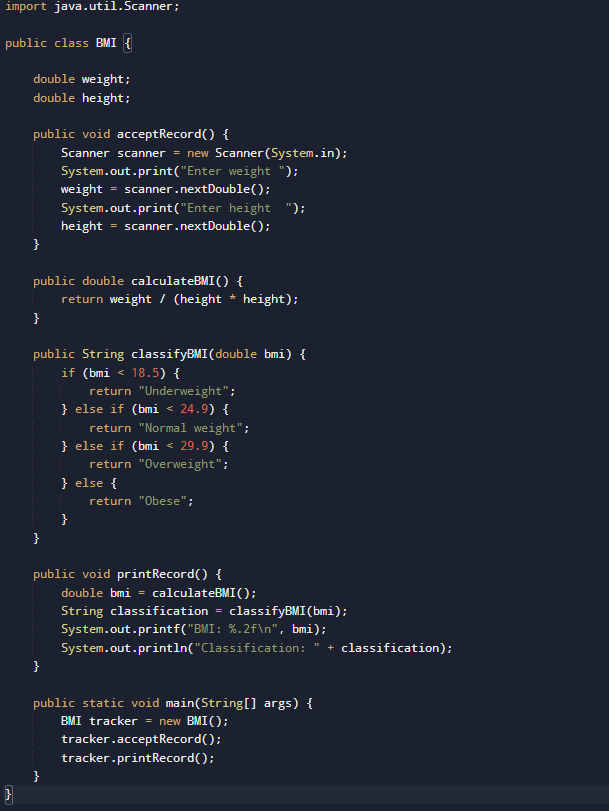 import java.util.Scanner;
public class BMI {
double weight;
double height;
public void acceptRecord() {
Scanner scanner = new Scanner(System.in);
System.out.print("Enter weight ");
weight = scanner.nextDouble();
System.out.print("Enter height  ");
height = scanner.nextDouble();
}
public double calculateBMI() {
return weight / (height * height);
}
public String classifyBMI(double bmi) {
if (bmi < 18.5) {
return "Underweight";
} else if (bmi < 24.9) {
return "Normal weight";
} else if (bmi < 29.9) {
return "Overweight";
} else {
return "Obese";
}
}
public void printRecord() {
double bmi = calculateBMI();
String classification = classifyBMI(bmi);
System.out.printf("BMI: %.2f\n", bmi);
System.out.println("Classification: " + classification);
}
public static void main(String[] args) {
BMI tracker = new BMI();
tracker.acceptRecord();
tracker.printRecord();
}
}